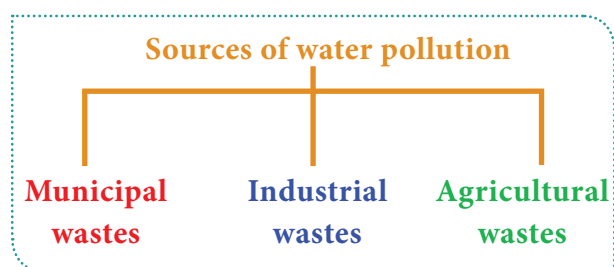 Sources of water pollution
Municipal wastes
Industrial wastes
Agricultural wastes